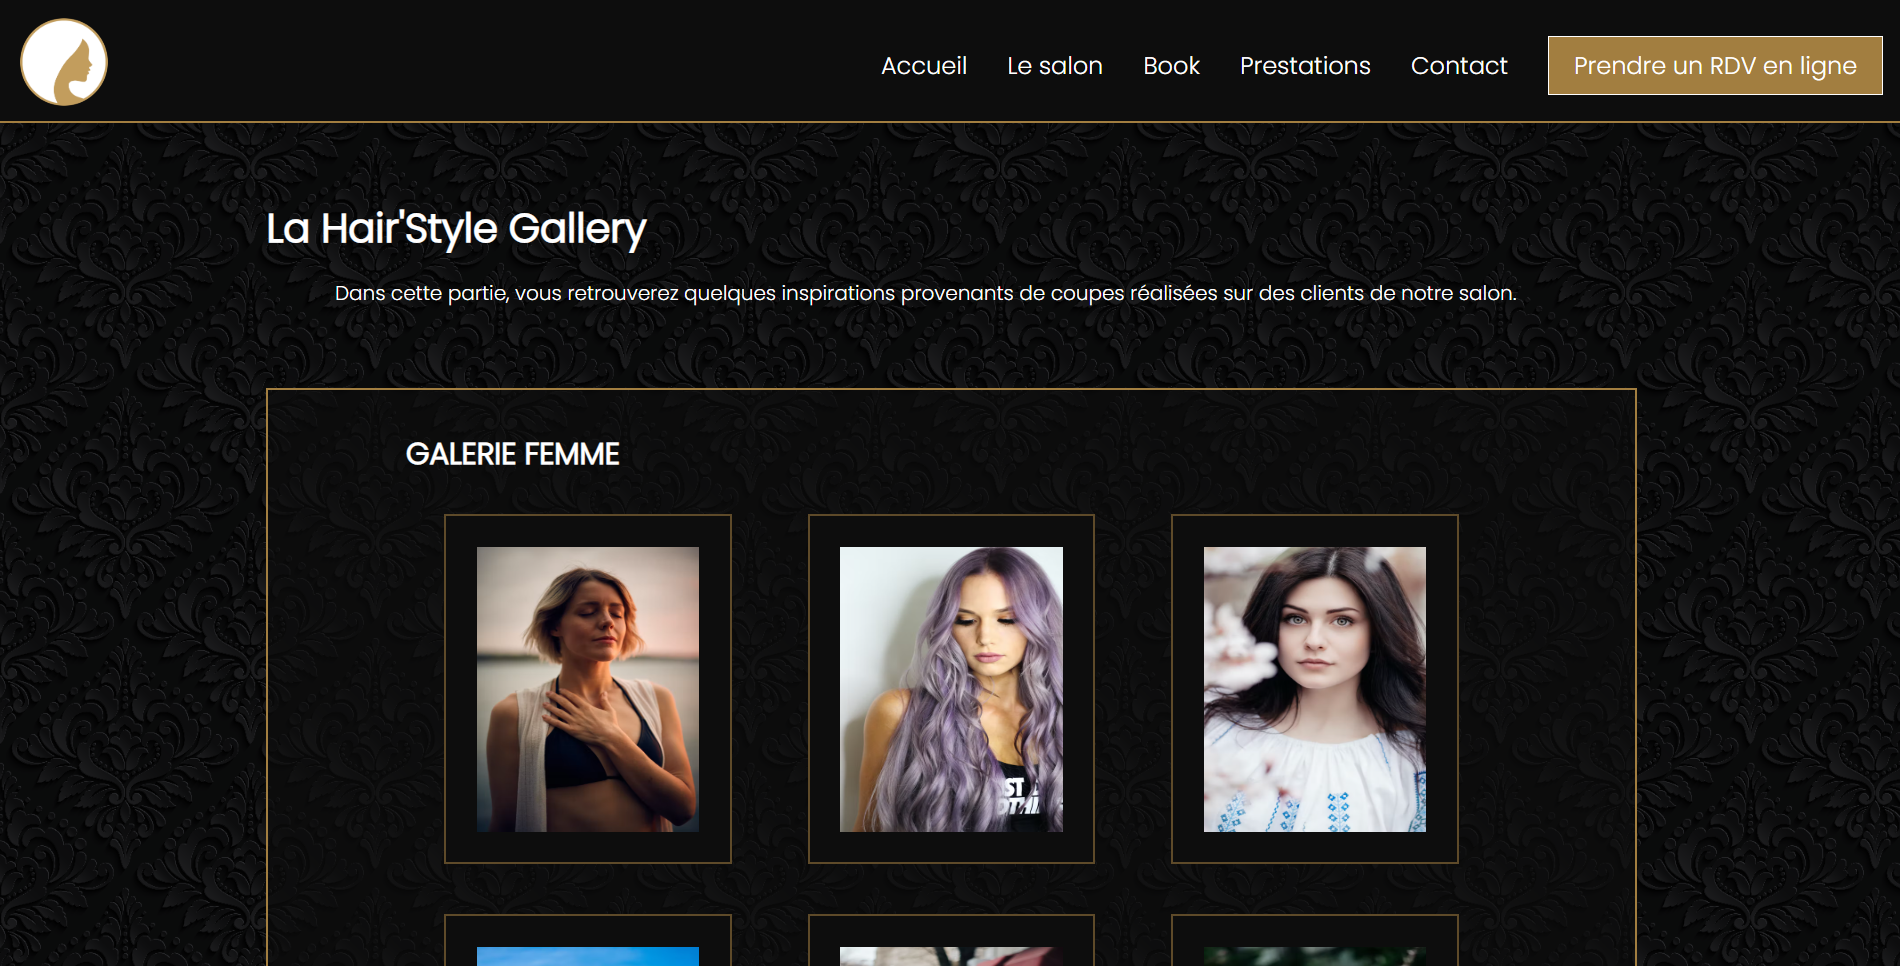 Accueil Le salon Book Prestations Contact Prendre un RDV en ligne
La Hair'Style Gallery
Dans cette partie, vous retrouverez quelques inspirations provenants de coupes réalisées sur des clients de notre salon.
GALERIE FEMME